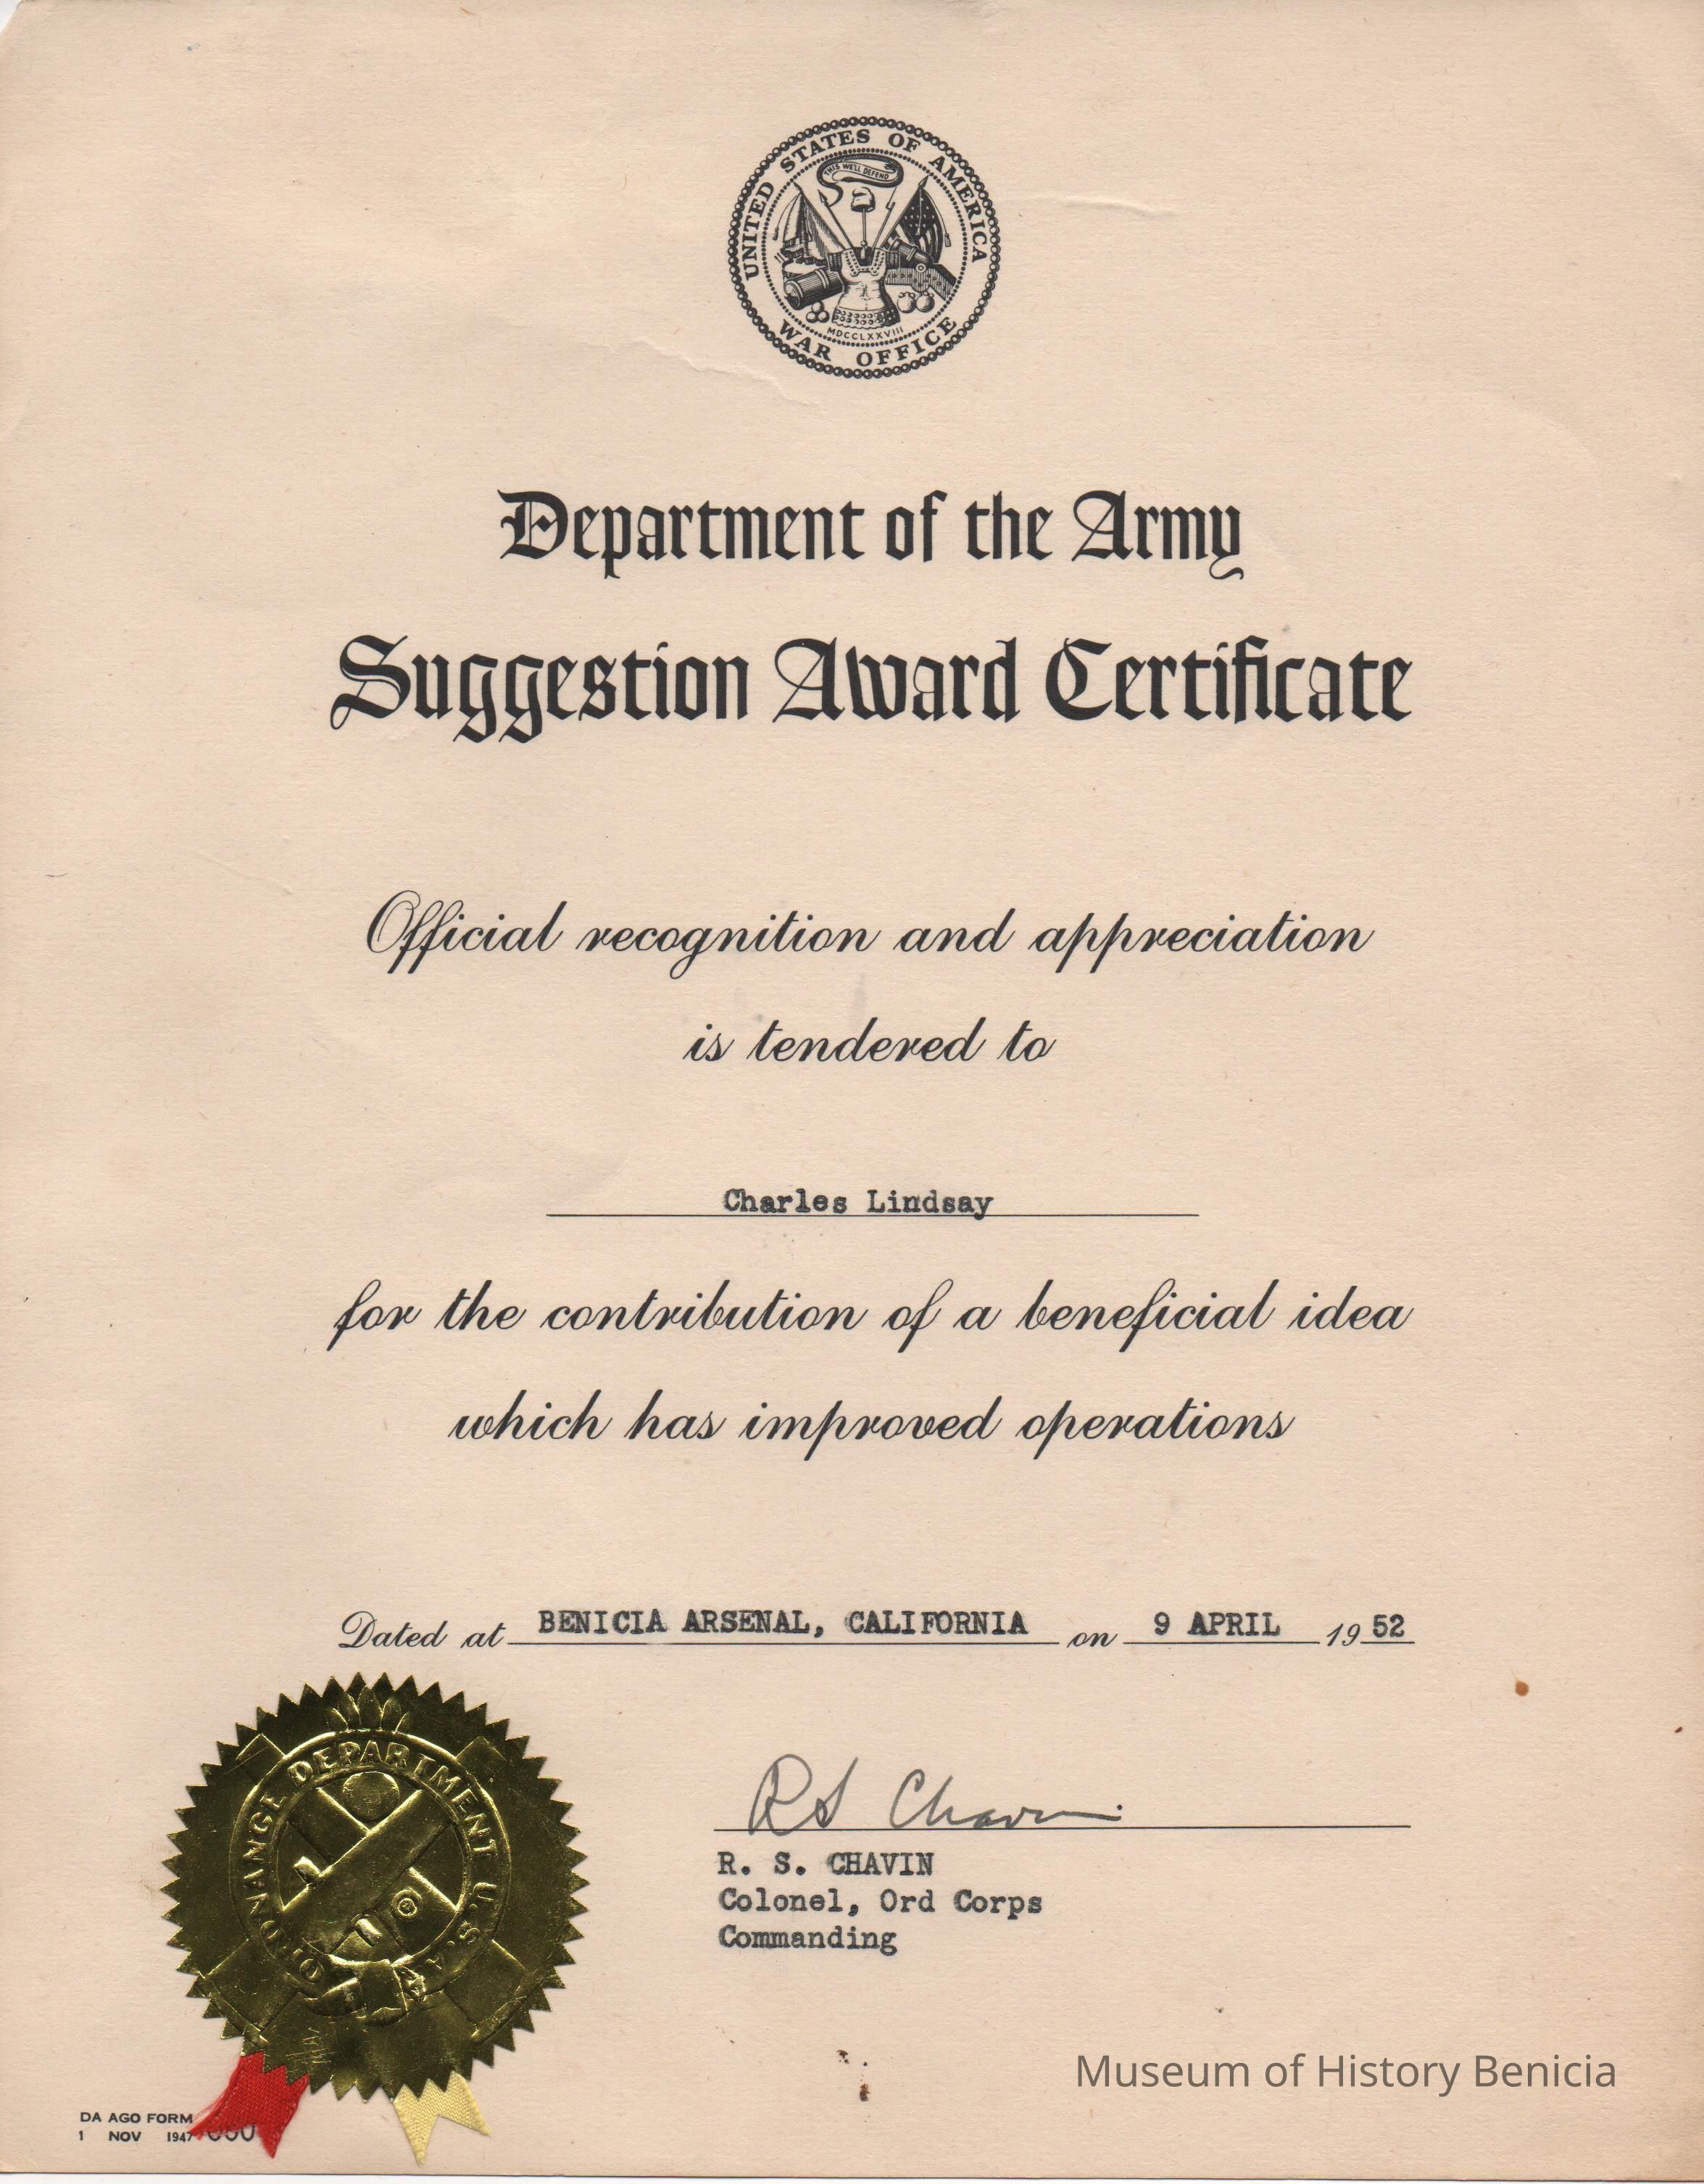 UNITED STATES OF AMERICA
THIS WE'LL DEFEND
MDCCLXXVIII
WAR OFFICE
Department of the Army
Suggestion Award Certificate
Official recognition and appreciation
is tendered to
Charles Lindsay
for the contribution of a beneficial idea
which has improved operations
Dated at BENICIA ARSENAL, CALIFORNIA on 9 APRIL 1952
ORDNANCE DEPARTMENT U.S.A.
RS Chavin
R. S. CHAVIN
Colonel, Ord Corps
Commanding
Museum of History Benicia
DA AGO FORM
1 NOV 1947